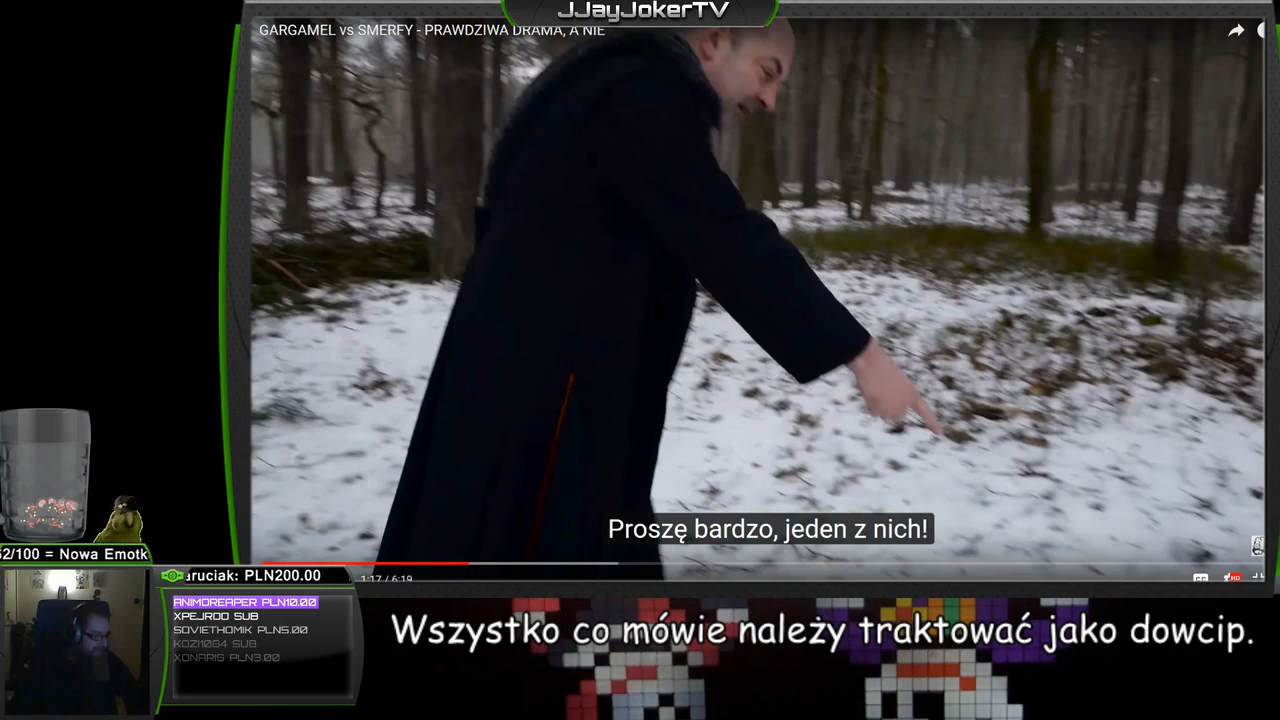 JJayJokerTV
GARGAMEL vs SMERFY - PRAWDZIWA DRAMA, A NIE
Proszę bardzo, jeden z nich!
1:17 / 6:19
HD
52/100 = Nowa Emotk
aruciak: PLN200.00
ANIMOREAPER PLN10.00
XPEJROO SUB
SOVIETHOMIK PLN5.00
KOZI1064 SUB
XONARIS PLN3.00
Wszystko co mówie należy traktować jako dowcip.